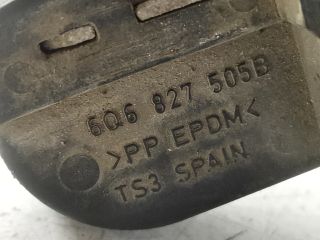 6Q6 827 505B
>PP EPDM<
TS3 SPAIN